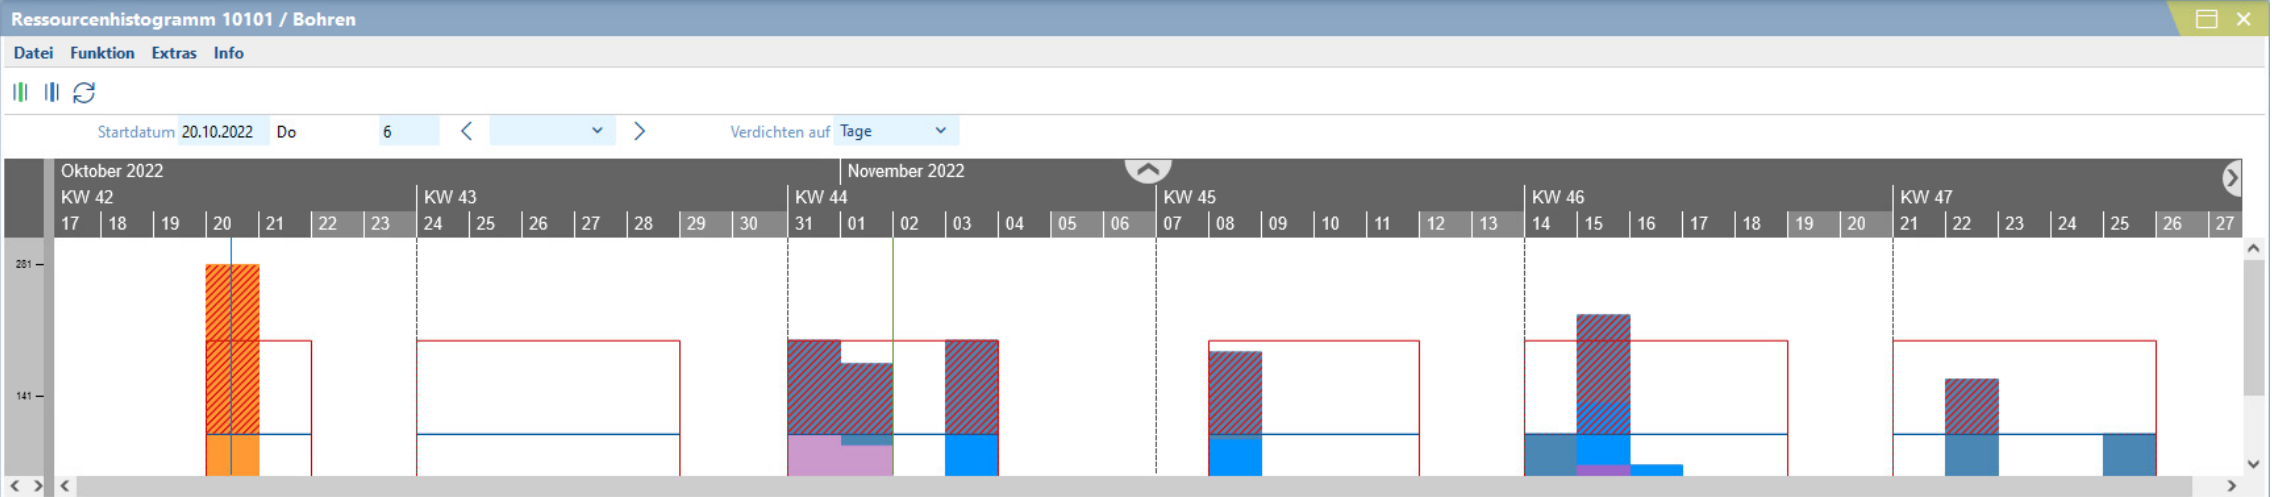 Ressourcenhistogramm 10101 / Bohren
Datei Funktion Extras Info
Startdatum 20.10.2022 Do 6 Verdichten auf Tage
Oktober 2022 November 2022
KW 42 KW 43 KW 44 KW 45 KW 46 KW 47
17 18 19 20 21 22 23 24 25 26 27 28 29 30 31 01 02 03 04 05 06 07 08 09 10 11 12 13 14 15 16 17 18 19 20 21 22 23 24 25 26 27
281
141